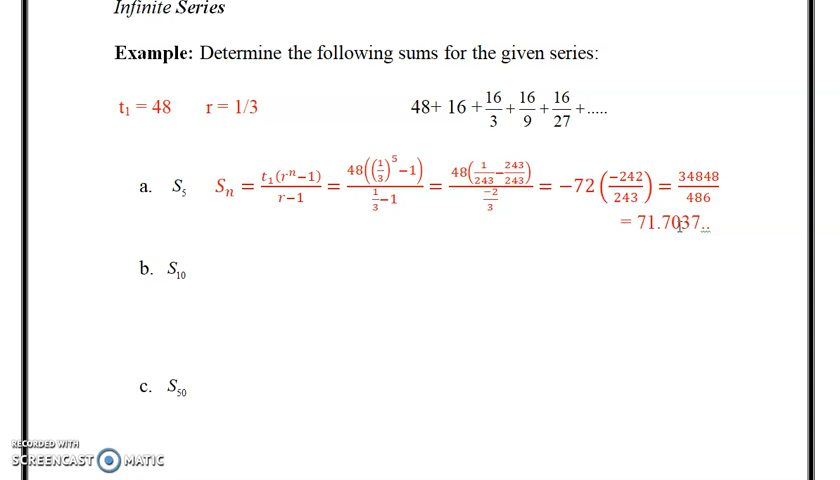 Infinite Series
Example: Determine the following sums for the given series:
t₁ = 48 r = 1/3 48+ 16 + 16/3 + 16/9 + 16/27 +.....
a. S₅ Sₙ = t₁(rⁿ−1)/(r−1) = 48((1/3)⁵−1)/(1/3−1) = 48(1/243−243/243)/(−2/3) = −72(−242/243) = 34848/486
= 71.7037..
b. S₁₀
c. S₅₀
RECORDED WITH
SCREENCAST MATIC